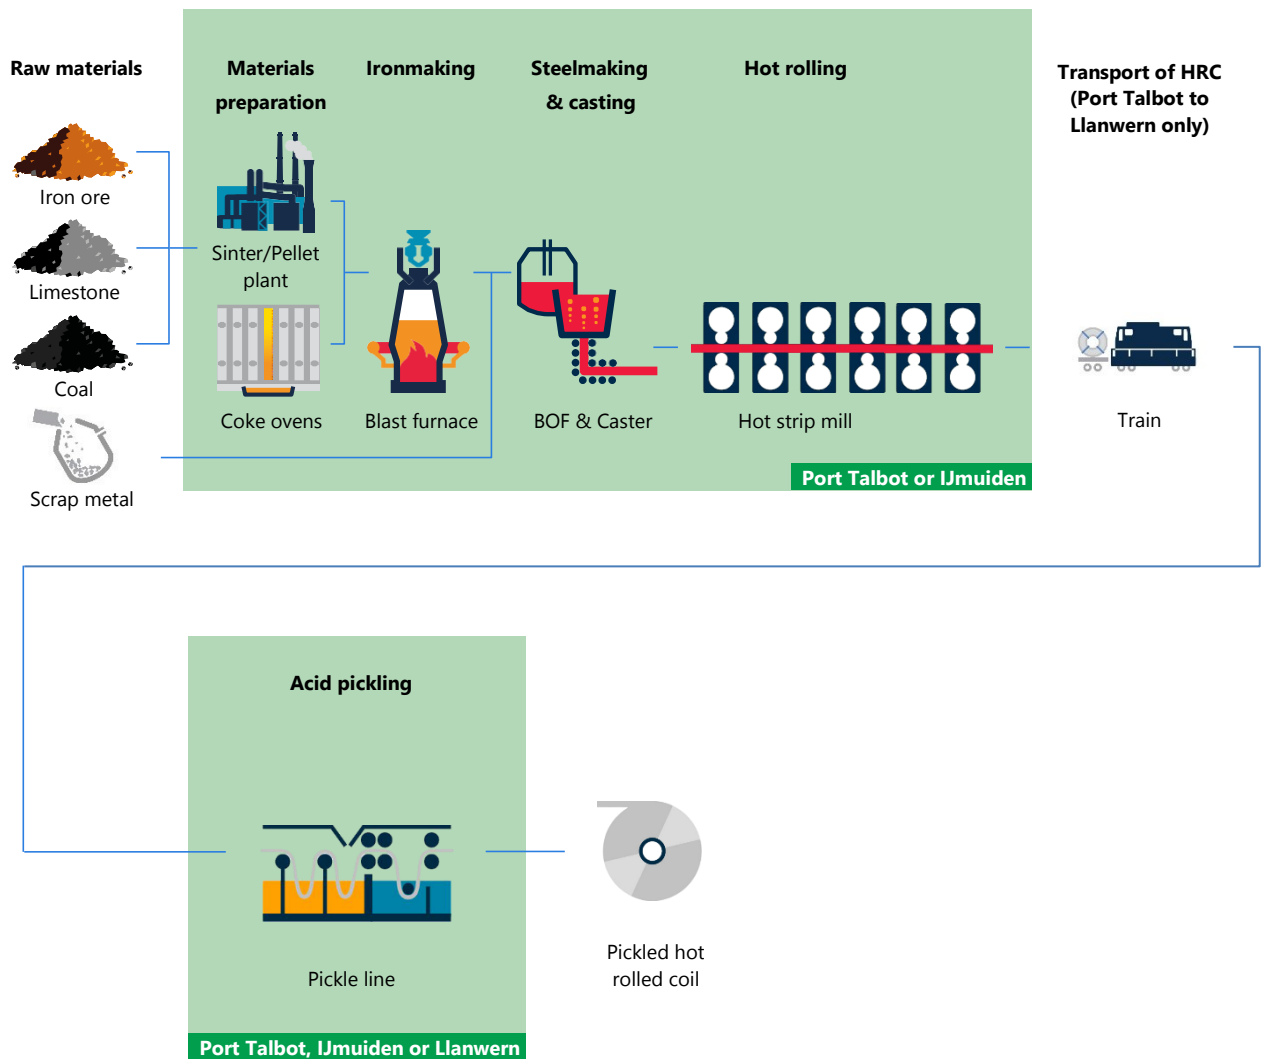 Raw materials
Materials
preparation
Ironmaking
Steelmaking
& casting
Hot rolling
Transport of HRC
(Port Talbot to
Llanwern only)
Iron ore
Limestone
Coal
Scrap metal
Sinter/Pellet
plant
Coke ovens
Blast furnace
BOF & Caster
Hot strip mill
Train
Port Talbot or IJmuiden
Acid pickling
Pickle line
Pickled hot
rolled coil
Port Talbot, IJmuiden or Llanwern